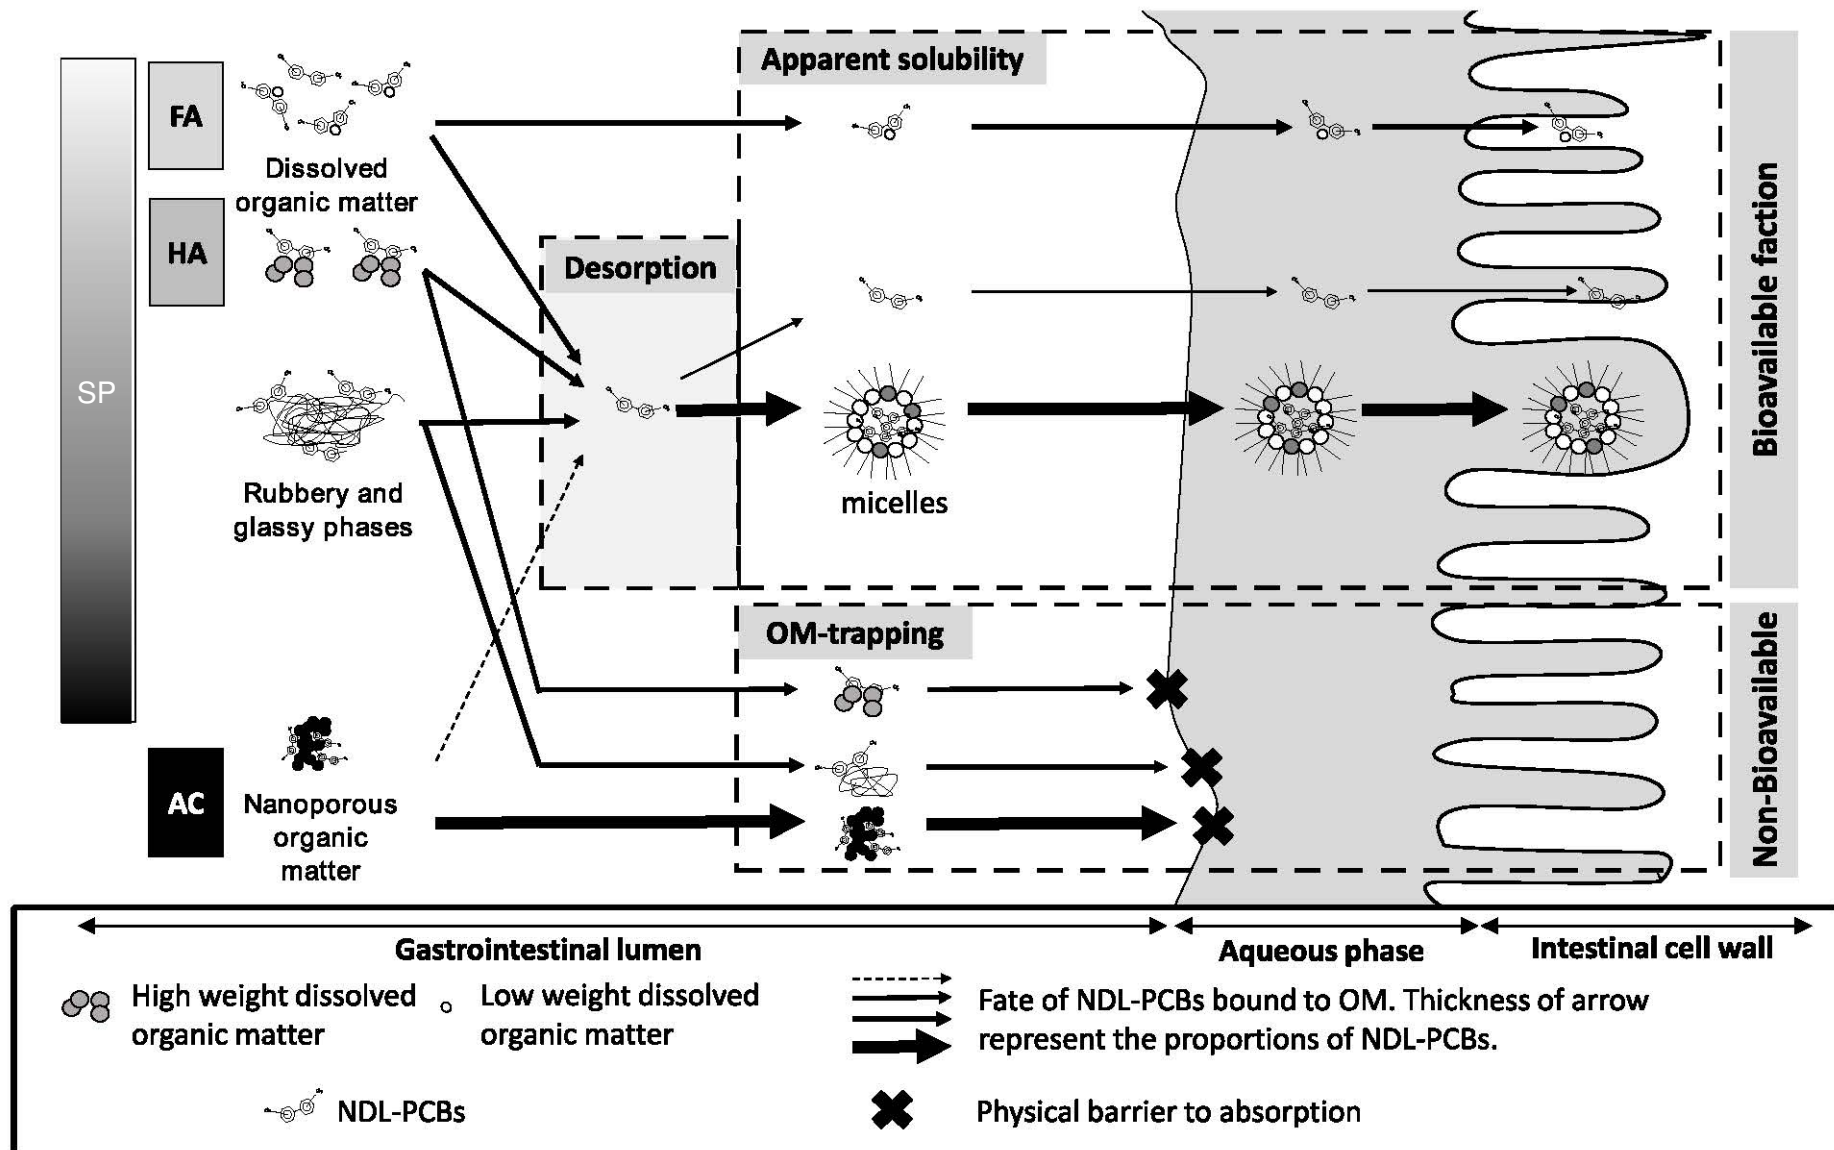 SP
FA
Dissolved
organic matter
HA
Rubbery and
glassy phases
AC
Nanoporous
organic
matter
Desorption
Apparent solubility
micelles
OM-trapping
Bioavailable faction
Non-Bioavailable
Gastrointestinal lumen
Aqueous phase
Intestinal cell wall
High weight dissolved
organic matter
Low weight dissolved
organic matter
Fate of NDL-PCBs bound to OM. Thickness of arrow
represent the proportions of NDL-PCBs.
NDL-PCBs
Physical barrier to absorption